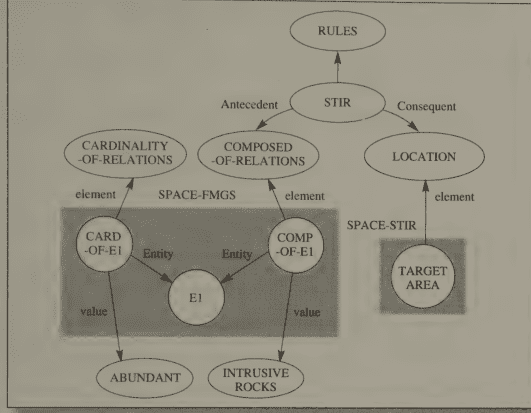 RULES
Antecedent
STIR
Consequent
CARDINALITY
-OF-RELATIONS
COMPOSED
-OF-RELATIONS
LOCATION
element
SPACE-FMGS
element
element
SPACE-STIR
CARD
-OF-E1
Entity
Entity
COMP
-OF-E1
E1
TARGET
AREA
value
value
ABUNDANT
INTRUSIVE
ROCKS